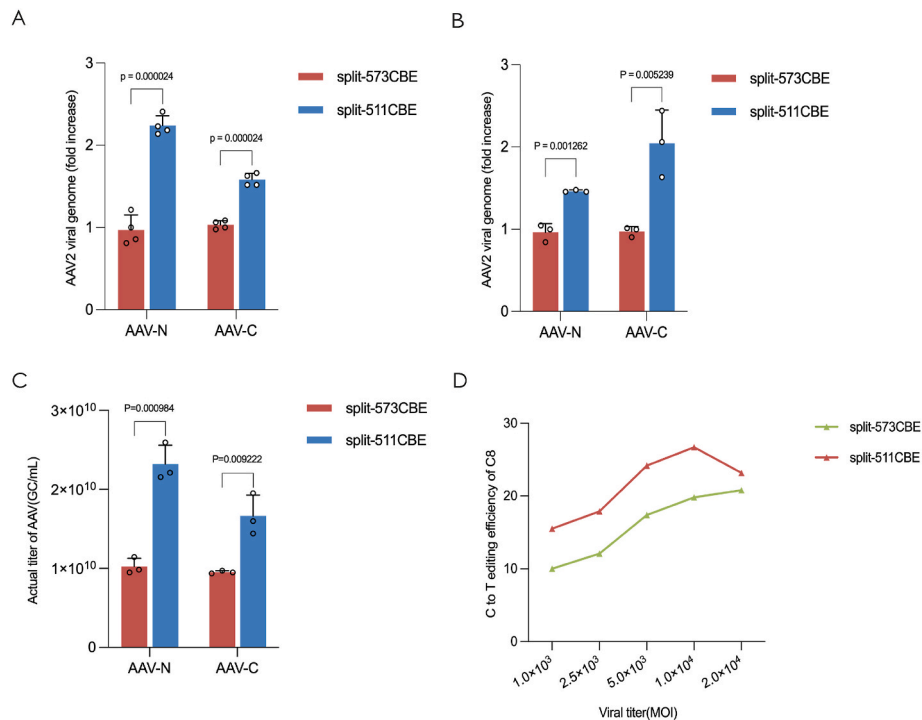 A
AAV2 viral genome (fold increase)
3
2
1
0
p = 0.000024
p = 0.000024
AAV-N
AAV-C
split-573CBE
split-511CBE
B
AAV2 viral genome (fold increase)
3
2
1
0
P = 0.001262
P = 0.005239
AAV-N
AAV-C
split-573CBE
split-511CBE
C
Actual titer of AAV(GC/mL)
3×10¹⁰
2×10¹⁰
1×10¹⁰
0
P=0.000984
P=0.009222
AAV-N
AAV-C
split-573CBE
split-511CBE
D
C to T editing efficiency of C8
30
20
10
0
1.0×10³
2.5×10³
5.0×10³
1.0×10⁴
2.0×10⁴
Viral titer(MOI)
split-573CBE
split-511CBE